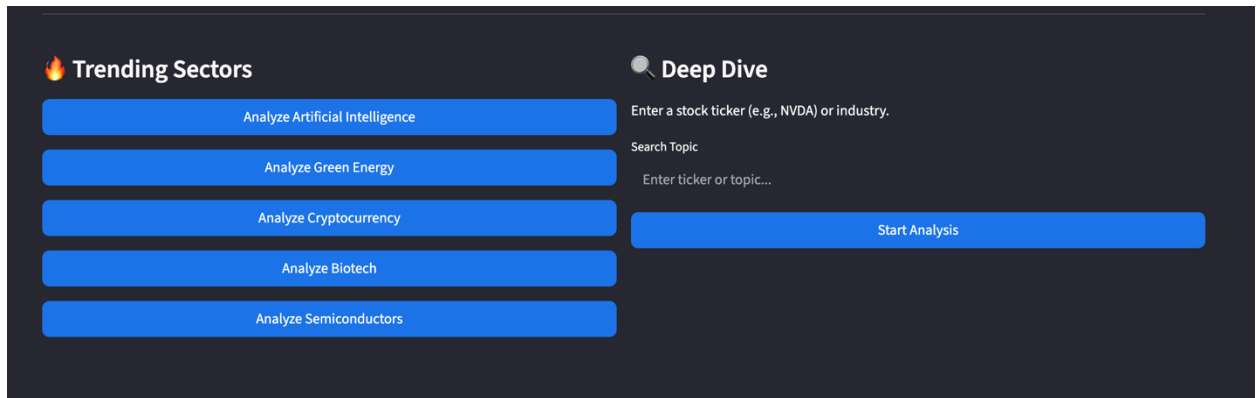 🔥 Trending Sectors
Analyze Artificial Intelligence
Analyze Green Energy
Analyze Cryptocurrency
Analyze Biotech
Analyze Semiconductors
🔍 Deep Dive
Enter a stock ticker (e.g., NVDA) or industry.
Search Topic
Enter ticker or topic...
Start Analysis